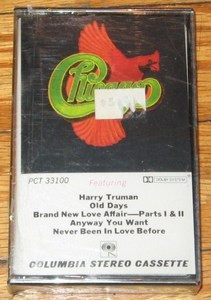 Chicago
PCT 33100
Featuring
Harry Truman
Old Days
Brand New Love Affair—Parts I & II
Anyway You Want
Never Been In Love Before
COLUMBIA STEREO CASSETTE